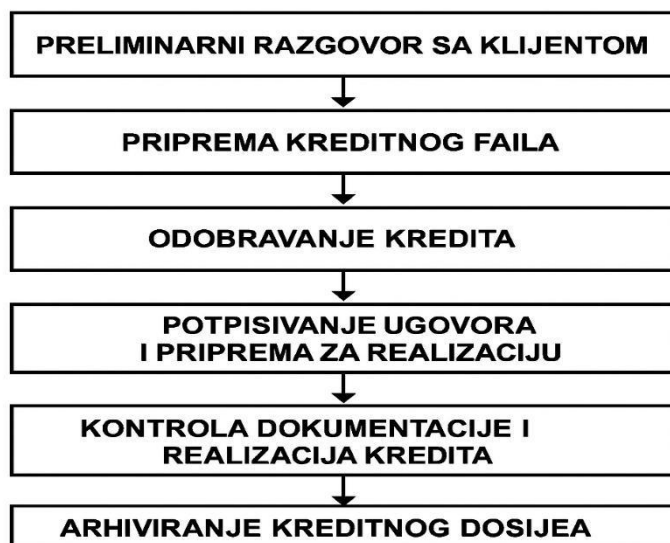 PRELIMINARNI RAZGOVOR SA KLIJENTOM
PRIPREMA KREDITNOG FAILA
ODOBRAVANJE KREDITA
POTPISIVANJE UGOVORA
I PRIPREMA ZA REALIZACIJU
KONTROLA DOKUMENTACIJE I
REALIZACIJA KREDITA
ARHIVIRANJE KREDITNOG DOSIJEA